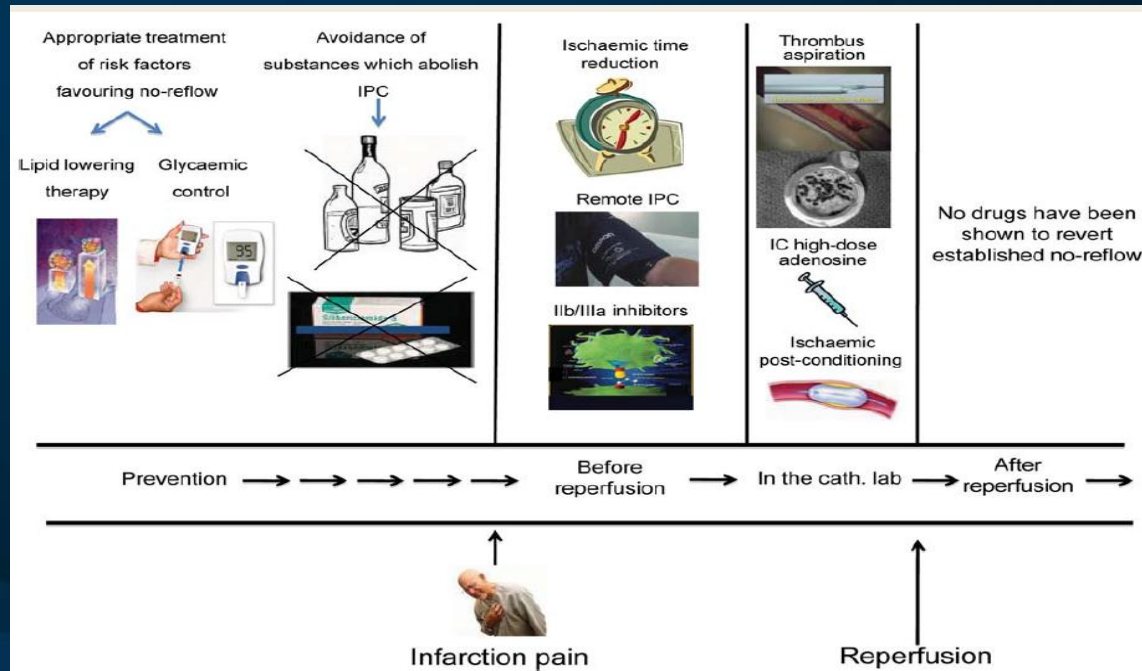 Appropriate treatment
of risk factors
favouring no-reflow
Lipid lowering
therapy
Glycaemic
control
95
Avoidance of
substances which abolish
IPC
Glibenclamide
Ischaemic time
reduction
Remote IPC
IIb/IIIa inhibitors
Thrombus
aspiration
IC high-dose
adenosine
Ischaemic
post-conditioning
No drugs have been
shown to revert
established no-reflow
Prevention
Before
reperfusion
In the cath. lab
After
reperfusion
Infarction pain
Reperfusion